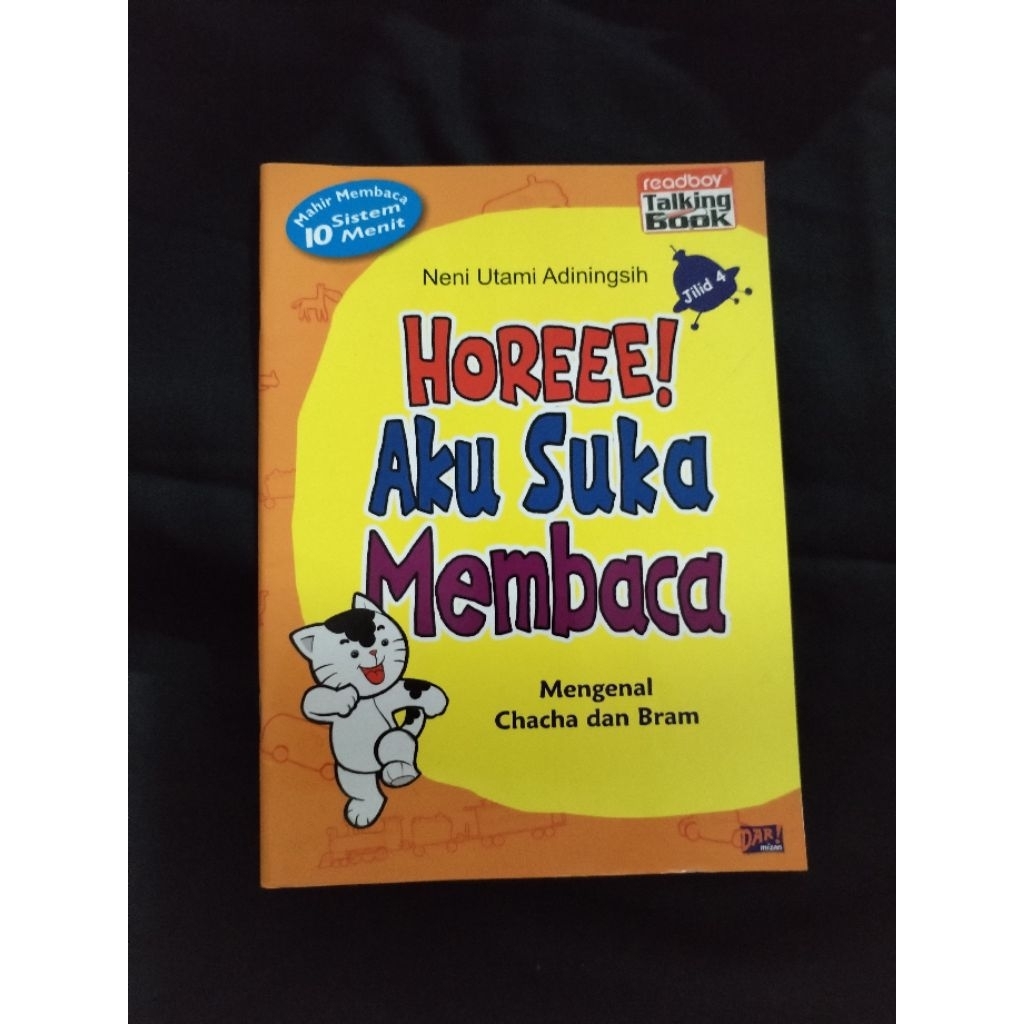 Mahir Membaca
10 Sistem
Menit
readboy
Talking
Book
Neni Utami Adiningsih
Jilid 4
HOREEE!
Aku Suka
Membaca
Mengenal
Chacha dan Bram
DAR!
mizan